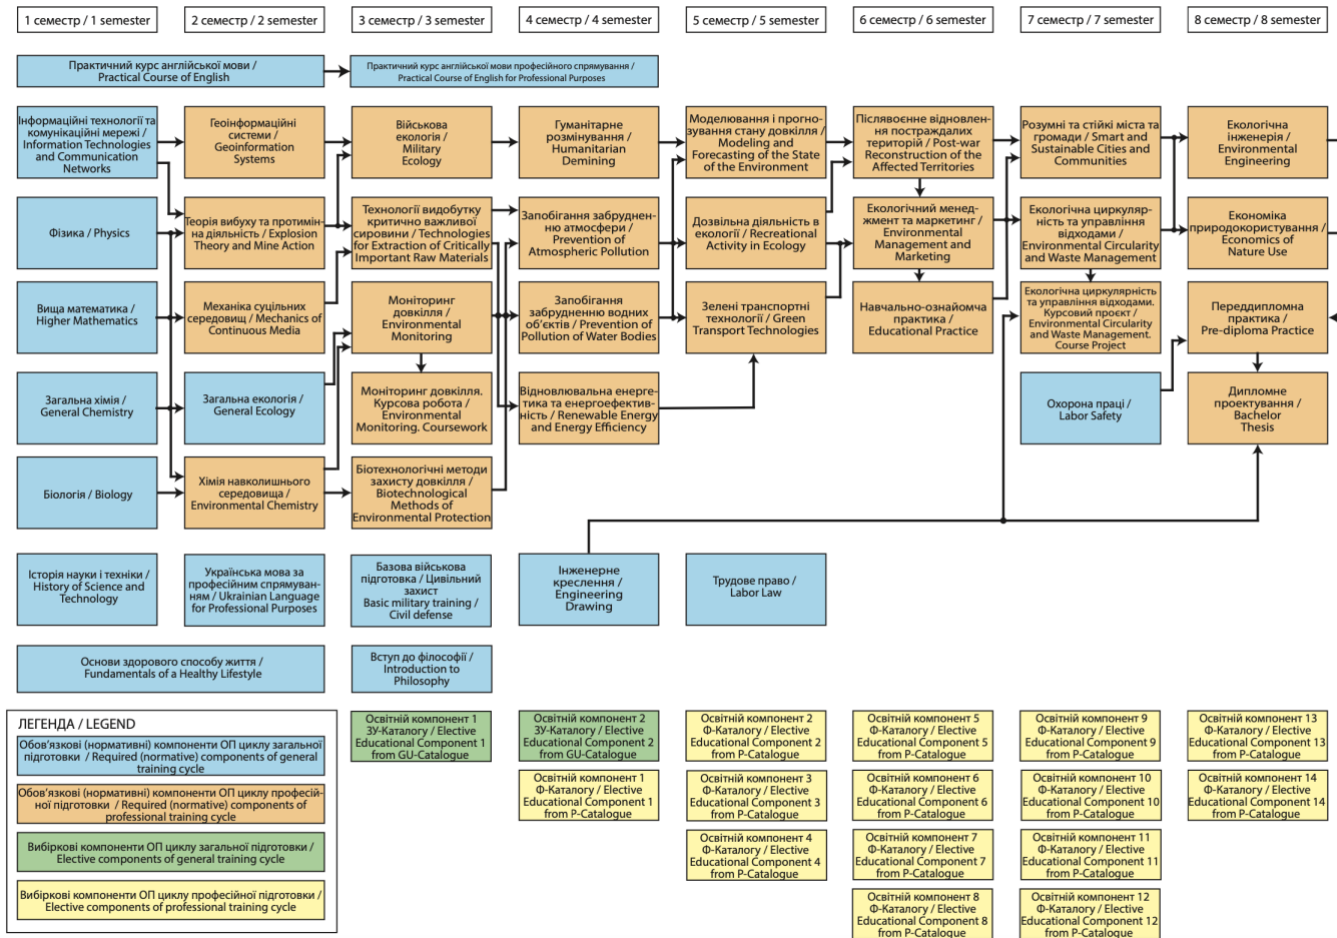 1 семестр / 1 semester
2 семестр / 2 semester
3 семестр / 3 semester
4 семестр / 4 semester
5 семестр / 5 semester
6 семестр / 6 semester
7 семестр / 7 semester
8 семестр / 8 semester
Практичний курс англійської мови /
Practical Course of English
Практичний курс англійської мови професійного спрямування /
Practical Course of English for Professional Purposes
Інформаційні технології та
комунікаційні мережі /
Information Technologies
and Communication
Networks
Геоінформаційні
системи /
Geoinformation
Systems
Військова
екологія /
Military
Ecology
Гуманітарне
розмінування /
Humanitarian
Demining
Моделювання і прогно-
зування стану довкілля /
Modeling and
Forecasting of the State
of the Environment
Післявоєнне відновлен-
ня постраждалих
територій / Post-war
Reconstruction of the
Affected Territories
Розумні та стійкі міста та
громади / Smart and
Sustainable Cities and
Communities
Екологічна
інженерія /
Environmental
Engineering
Фізика / Physics
Теорія вибуху та протимін-
на діяльність / Explosion
Theory and Mine Action
Технології видобутку
критично важливої
сировини / Technologies
for Extraction of Critically
Important Raw Materials
Запобігання забруднен-
ню атмосфери /
Prevention of
Atmospheric Pollution
Дозвільна діяльність в
екології / Recreational
Activity in Ecology
Екологічний менедж-
мент та маркетинг /
Environmental
Management and
Marketing
Екологічна циркуляр-
ність та управління
відходами /
Environmental Circularity
and Waste Management
Економіка
природокористування /
Economics of
Nature Use
Вища математика /
Higher Mathematics
Механіка суцільних
середовищ / Mechanics of
Continuous Media
Моніторинг
довкілля /
Environmental
Monitoring
Запобігання
забрудненню водних
об’єктів / Prevention of
Pollution of Water Bodies
Зелені транспортні
технології / Green
Transport Technologies
Навчально-ознайомча
практика /
Educational Practice
Екологічна циркулярність
та управління відходами.
Курсовий проєкт /
Environmental Circularity
and Waste Management.
Course Project
Переддипломна
практика /
Pre-diploma Practice
Загальна хімія /
General Chemistry
Загальна екологія /
General Ecology
Моніторинг довкілля.
Курсова робота /
Environmental
Monitoring. Coursework
Відновлювальна енерге-
тика та енергоефектив-
ність / Renewable Energy
and Energy Efficiency
Охорона праці /
Labor Safety
Дипломне
проектування /
Bachelor
Thesis
Біологія / Biology
Хімія навколишнього
середовища /
Environmental Chemistry
Біотехнологічні методи
захисту довкілля /
Biotechnological
Methods of
Environmental Protection
Історія науки і техніки /
History of Science and
Technology
Українська мова за
професійним спрямуван-
ням / Ukrainian Language
for Professional Purposes
Базова військова
підготовка / Цивільний
захист
Basic military training /
Civil defense
Інженерне
креслення /
Engineering
Drawing
Трудове право /
Labor Law
Основи здорового способу життя /
Fundamentals of a Healthy Lifestyle
Вступ до філософії /
Introduction to
Philosophy
ЛЕГЕНДА / LEGEND
Обов’язкові (нормативні) компоненти ОП циклу загальної
підготовки / Required (normative) components of general
training cycle
Обов’язкові (нормативні) компоненти ОП циклу професій-
ної підготовки / Required (normative) components of
professional training cycle
Вибіркові компоненти ОП циклу загальної підготовки /
Elective components of general training cycle
Вибіркові компоненти ОП циклу професійної підготовки /
Elective components of professional training cycle
Освітній компонент 1
ЗУ-Каталогу / Elective
Educational Component 1
from GU-Catalogue
Освітній компонент 2
ЗУ-Каталогу / Elective
Educational Component 2
from GU-Catalogue
Освітній компонент 2
Ф-Каталогу / Elective
Educational Component 2
from P-Catalogue
Освітній компонент 5
Ф-Каталогу / Elective
Educational Component 5
from P-Catalogue
Освітній компонент 9
Ф-Каталогу / Elective
Educational Component 9
from P-Catalogue
Освітній компонент 13
Ф-Каталогу / Elective
Educational Component 13
from P-Catalogue
Освітній компонент 1
Ф-Каталогу / Elective
Educational Component 1
from P-Catalogue
Освітній компонент 3
Ф-Каталогу / Elective
Educational Component 3
from P-Catalogue
Освітній компонент 6
Ф-Каталогу / Elective
Educational Component 6
from P-Catalogue
Освітній компонент 10
Ф-Каталогу / Elective
Educational Component 10
from P-Catalogue
Освітній компонент 14
Ф-Каталогу / Elective
Educational Component 14
from P-Catalogue
Освітній компонент 4
Ф-Каталогу / Elective
Educational Component 4
from P-Catalogue
Освітній компонент 7
Ф-Каталогу / Elective
Educational Component 7
from P-Catalogue
Освітній компонент 11
Ф-Каталогу / Elective
Educational Component 11
from P-Catalogue
Освітній компонент 8
Ф-Каталогу / Elective
Educational Component 8
from P-Catalogue
Освітній компонент 12
Ф-Каталогу / Elective
Educational Component 12
from P-Catalogue